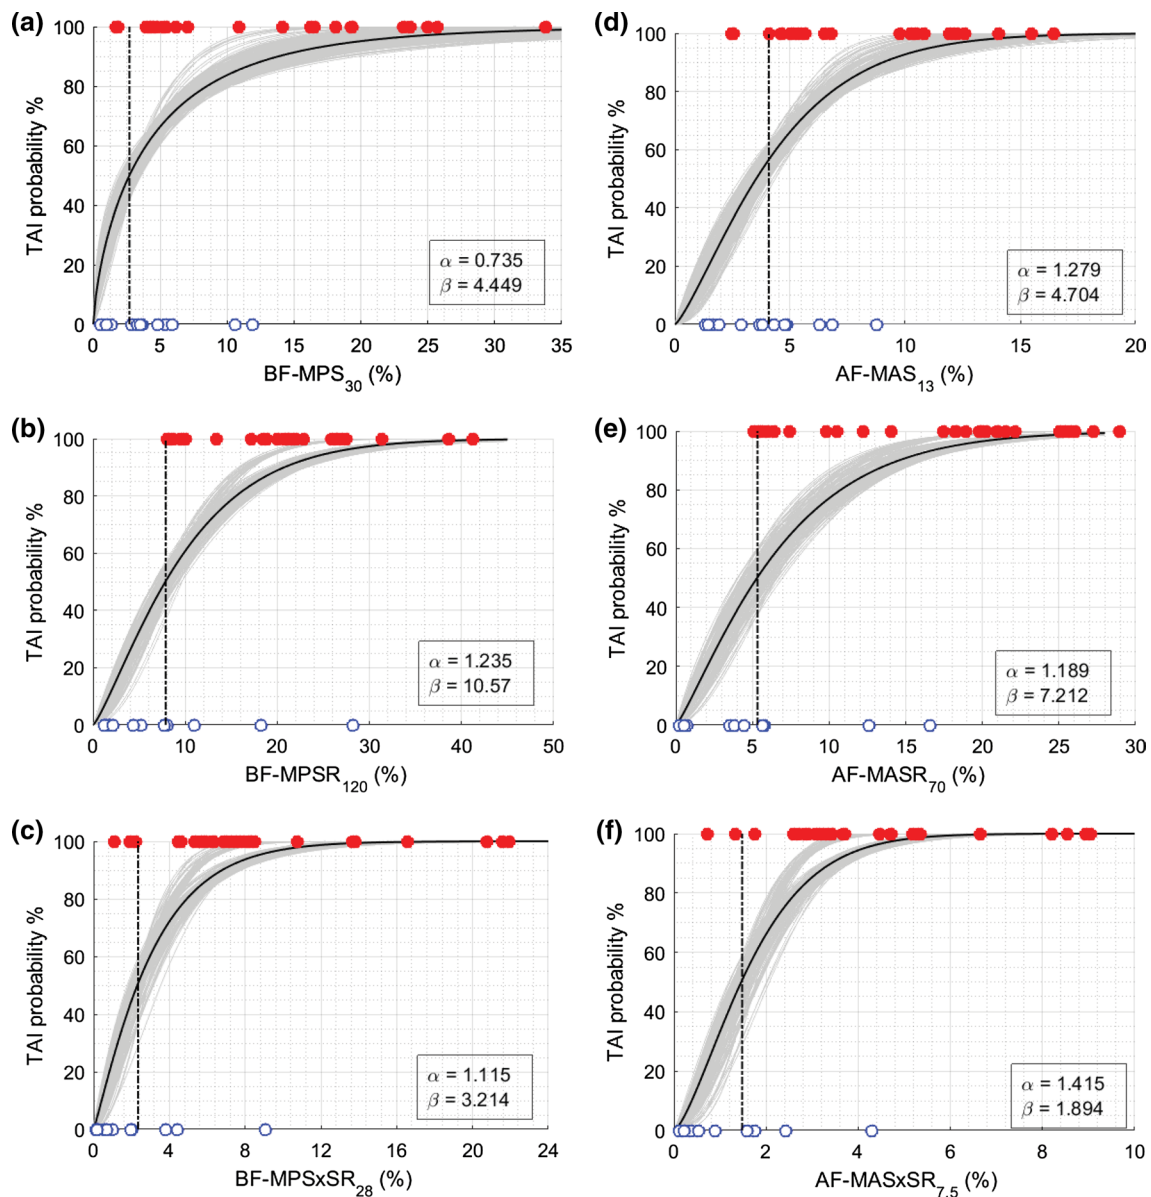 (a)
TAI probability %
100
80
60
40
20
0
α = 0.735
β = 4.449
0 5 10 15 20 25 30 35
BF-MPS30 (%)
(d)
TAI probability %
100
80
60
40
20
0
α = 1.279
β = 4.704
0 5 10 15 20
AF-MAS13 (%)
(b)
TAI probability %
100
80
60
40
20
0
α = 1.235
β = 10.57
0 10 20 30 40 50
BF-MPSR120 (%)
(e)
TAI probability %
100
80
60
40
20
0
α = 1.189
β = 7.212
0 5 10 15 20 25 30
AF-MASR70 (%)
(c)
TAI probability %
100
80
60
40
20
0
α = 1.115
β = 3.214
0 4 8 12 16 20 24
BF-MPSxSR28 (%)
(f)
TAI probability %
100
80
60
40
20
0
α = 1.415
β = 1.894
0 2 4 6 8 10
AF-MASxSR7.5 (%)